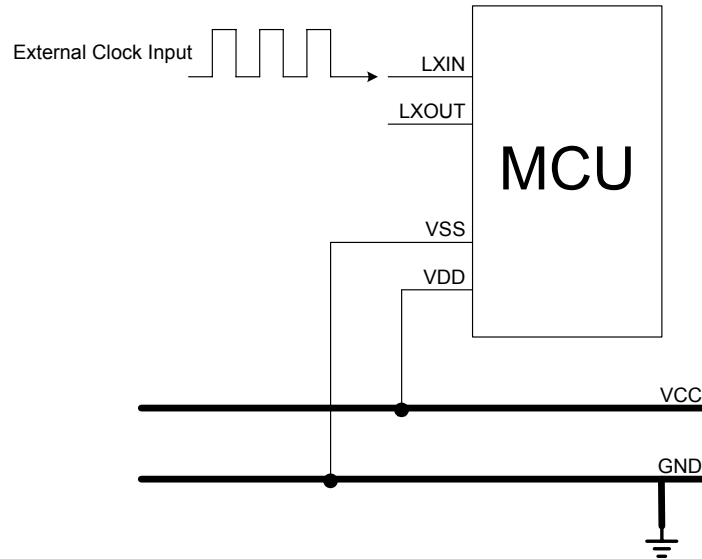 External Clock Input
LXIN
LXOUT
MCU
VSS
VDD
VCC
GND